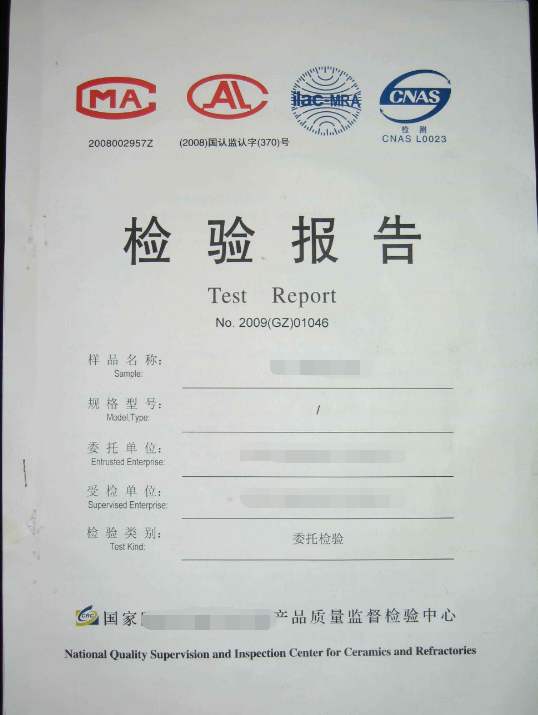 MA
AL
ilac-MRA
CNAS
检 测
CNAS L0023
2008002957Z
(2008)国认监认字(370)号
检验报告
Test Report
No. 2009(GZ)01046
样品名称：
Sample:
规格型号：
Model,Type:
/
委托单位：
Entrusted Enterprise:
受检单位：
Supervised Enterprise:
检验类别：
Test Kind:
委托检验
CRC
国家 产品质量监督检验中心
National Quality Supervision and Inspection Center for Ceramics and Refractories